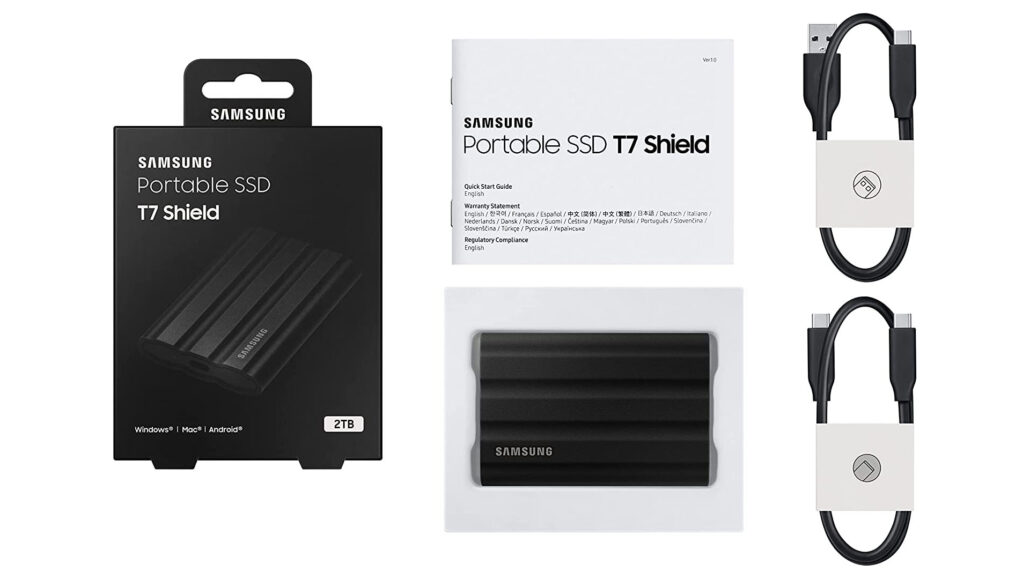 SAMSUNG
SAMSUNG
Portable SSD
T7 Shield
SAMSUNG
Windows® | Mac® | Android®
2TB
Ver1.0
SAMSUNG
Portable SSD T7 Shield
Quick Start Guide
English
Warranty Statement
English / 한국어 / Français / Español / 中文 (简体) / 中文 (繁體) / 日本語 / Deutsch / Italiano /
Nederlands / Dansk / Norsk / Suomi / Čeština / Magyar / Polski / Português / Slovenčina /
Slovenščina / Türkçe / Русский / Українська
Regulatory Compliance
English
SAMSUNG